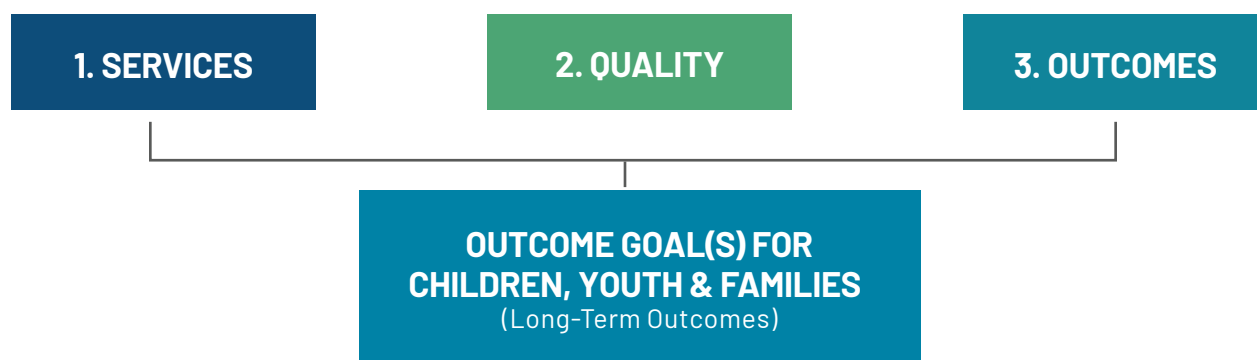 1. SERVICES
2. QUALITY
3. OUTCOMES
OUTCOME GOAL(S) FOR
CHILDREN, YOUTH & FAMILIES
(Long-Term Outcomes)